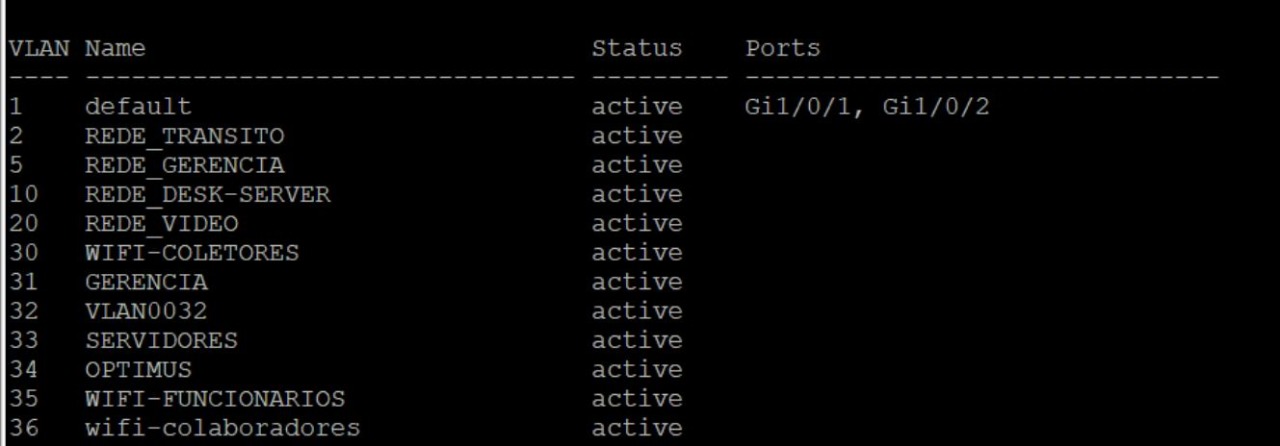 VLAN Name                             Status    Ports
---- -------------------------------- --------- -------------------------------
1    default                          active    Gi1/0/1, Gi1/0/2
2    REDE_TRANSITO                    active
5    REDE_GERENCIA                    active
10   REDE_DESK-SERVER                 active
20   REDE_VIDEO                       active
30   WIFI-COLETORES                   active
31   GERENCIA                         active
32   VLAN0032                         active
33   SERVIDORES                       active
34   OPTIMUS                          active
35   WIFI-FUNCIONARIOS                active
36   wifi-colaboradores               active